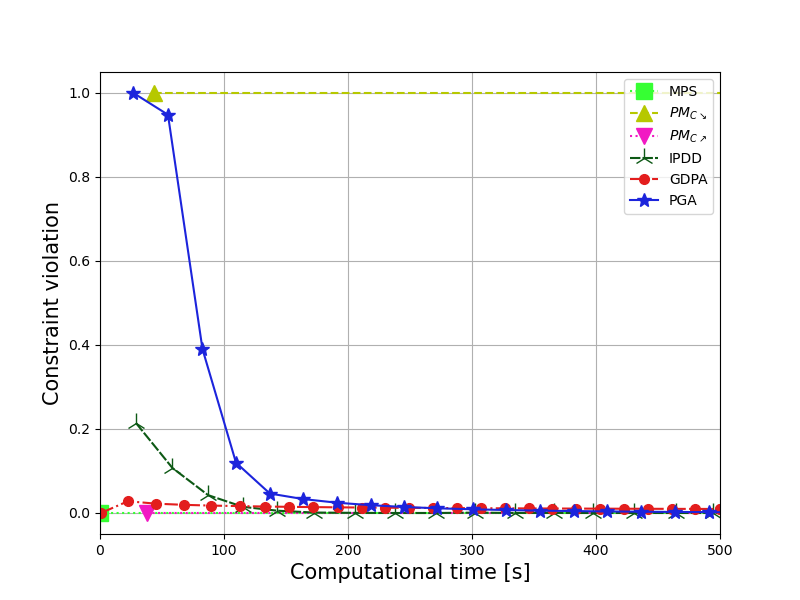 1.0
0.8
0.6
0.4
0.2
0.0
Constraint violation
0 100 200 300 400 500
Computational time [s]
MPS
PM_{C↘}
PM_{C↗}
IPDD
GDPA
PGA